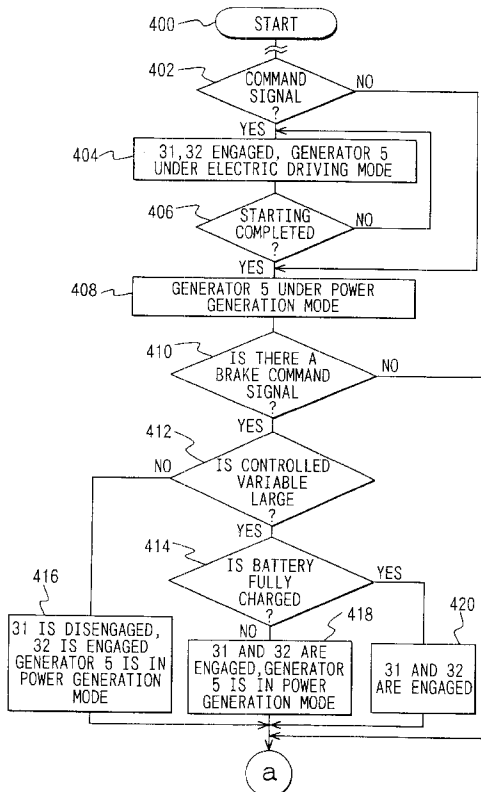 400
START
402
COMMAND
SIGNAL
?
NO
YES
404
31,32 ENGAGED, GENERATOR 5
UNDER ELECTRIC DRIVING MODE
406
STARTING
COMPLETED
?
NO
YES
408
GENERATOR 5 UNDER POWER
GENERATION MODE
410
IS THERE A
BRAKE COMMAND
SIGNAL
?
NO
YES
412
NO
IS CONTROLLED
VARIABLE
LARGE
?
YES
414
IS BATTERY
FULLY
CHARGED
?
YES
NO
416
31 IS DISENGAGED,
32 IS ENGAGED
GENERATOR 5 IS IN
POWER GENERATION
MODE
418
31 AND 32 ARE
ENGAGED,GENERATOR
5 IS IN POWER
GENERATION MODE
420
31 AND 32
ARE ENGAGED
a